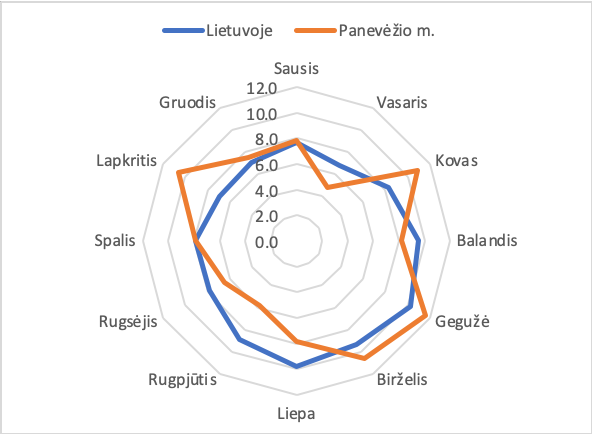 Lietuvoje Panevėžio m.
Sausis
Vasaris
Kovas
Balandis
Gegužė
Birželis
Liepa
Rugpjūtis
Rugsėjis
Spalis
Lapkritis
Gruodis
12.0
10.0
8.0
6.0
4.0
2.0
0.0